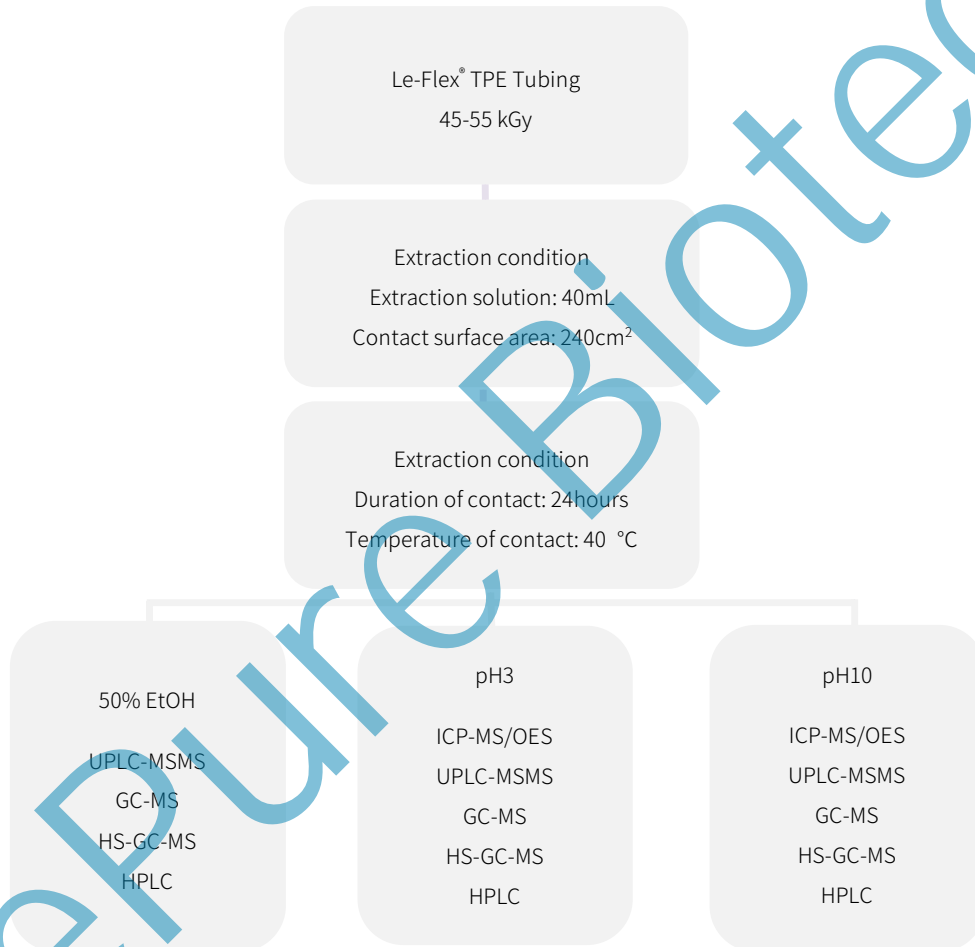 Le-Flex® TPE Tubing
45-55 kGy
Extraction condition
Extraction solution: 40mL
Contact surface area: 240cm²
Extraction condition
Duration of contact: 24hours
Temperature of contact: 40 °C
50% EtOH
UPLC-MSMS
GC-MS
HS-GC-MS
HPLC
pH3
ICP-MS/OES
UPLC-MSMS
GC-MS
HS-GC-MS
HPLC
pH10
ICP-MS/OES
UPLC-MSMS
GC-MS
HS-GC-MS
HPLC
ePure Biote